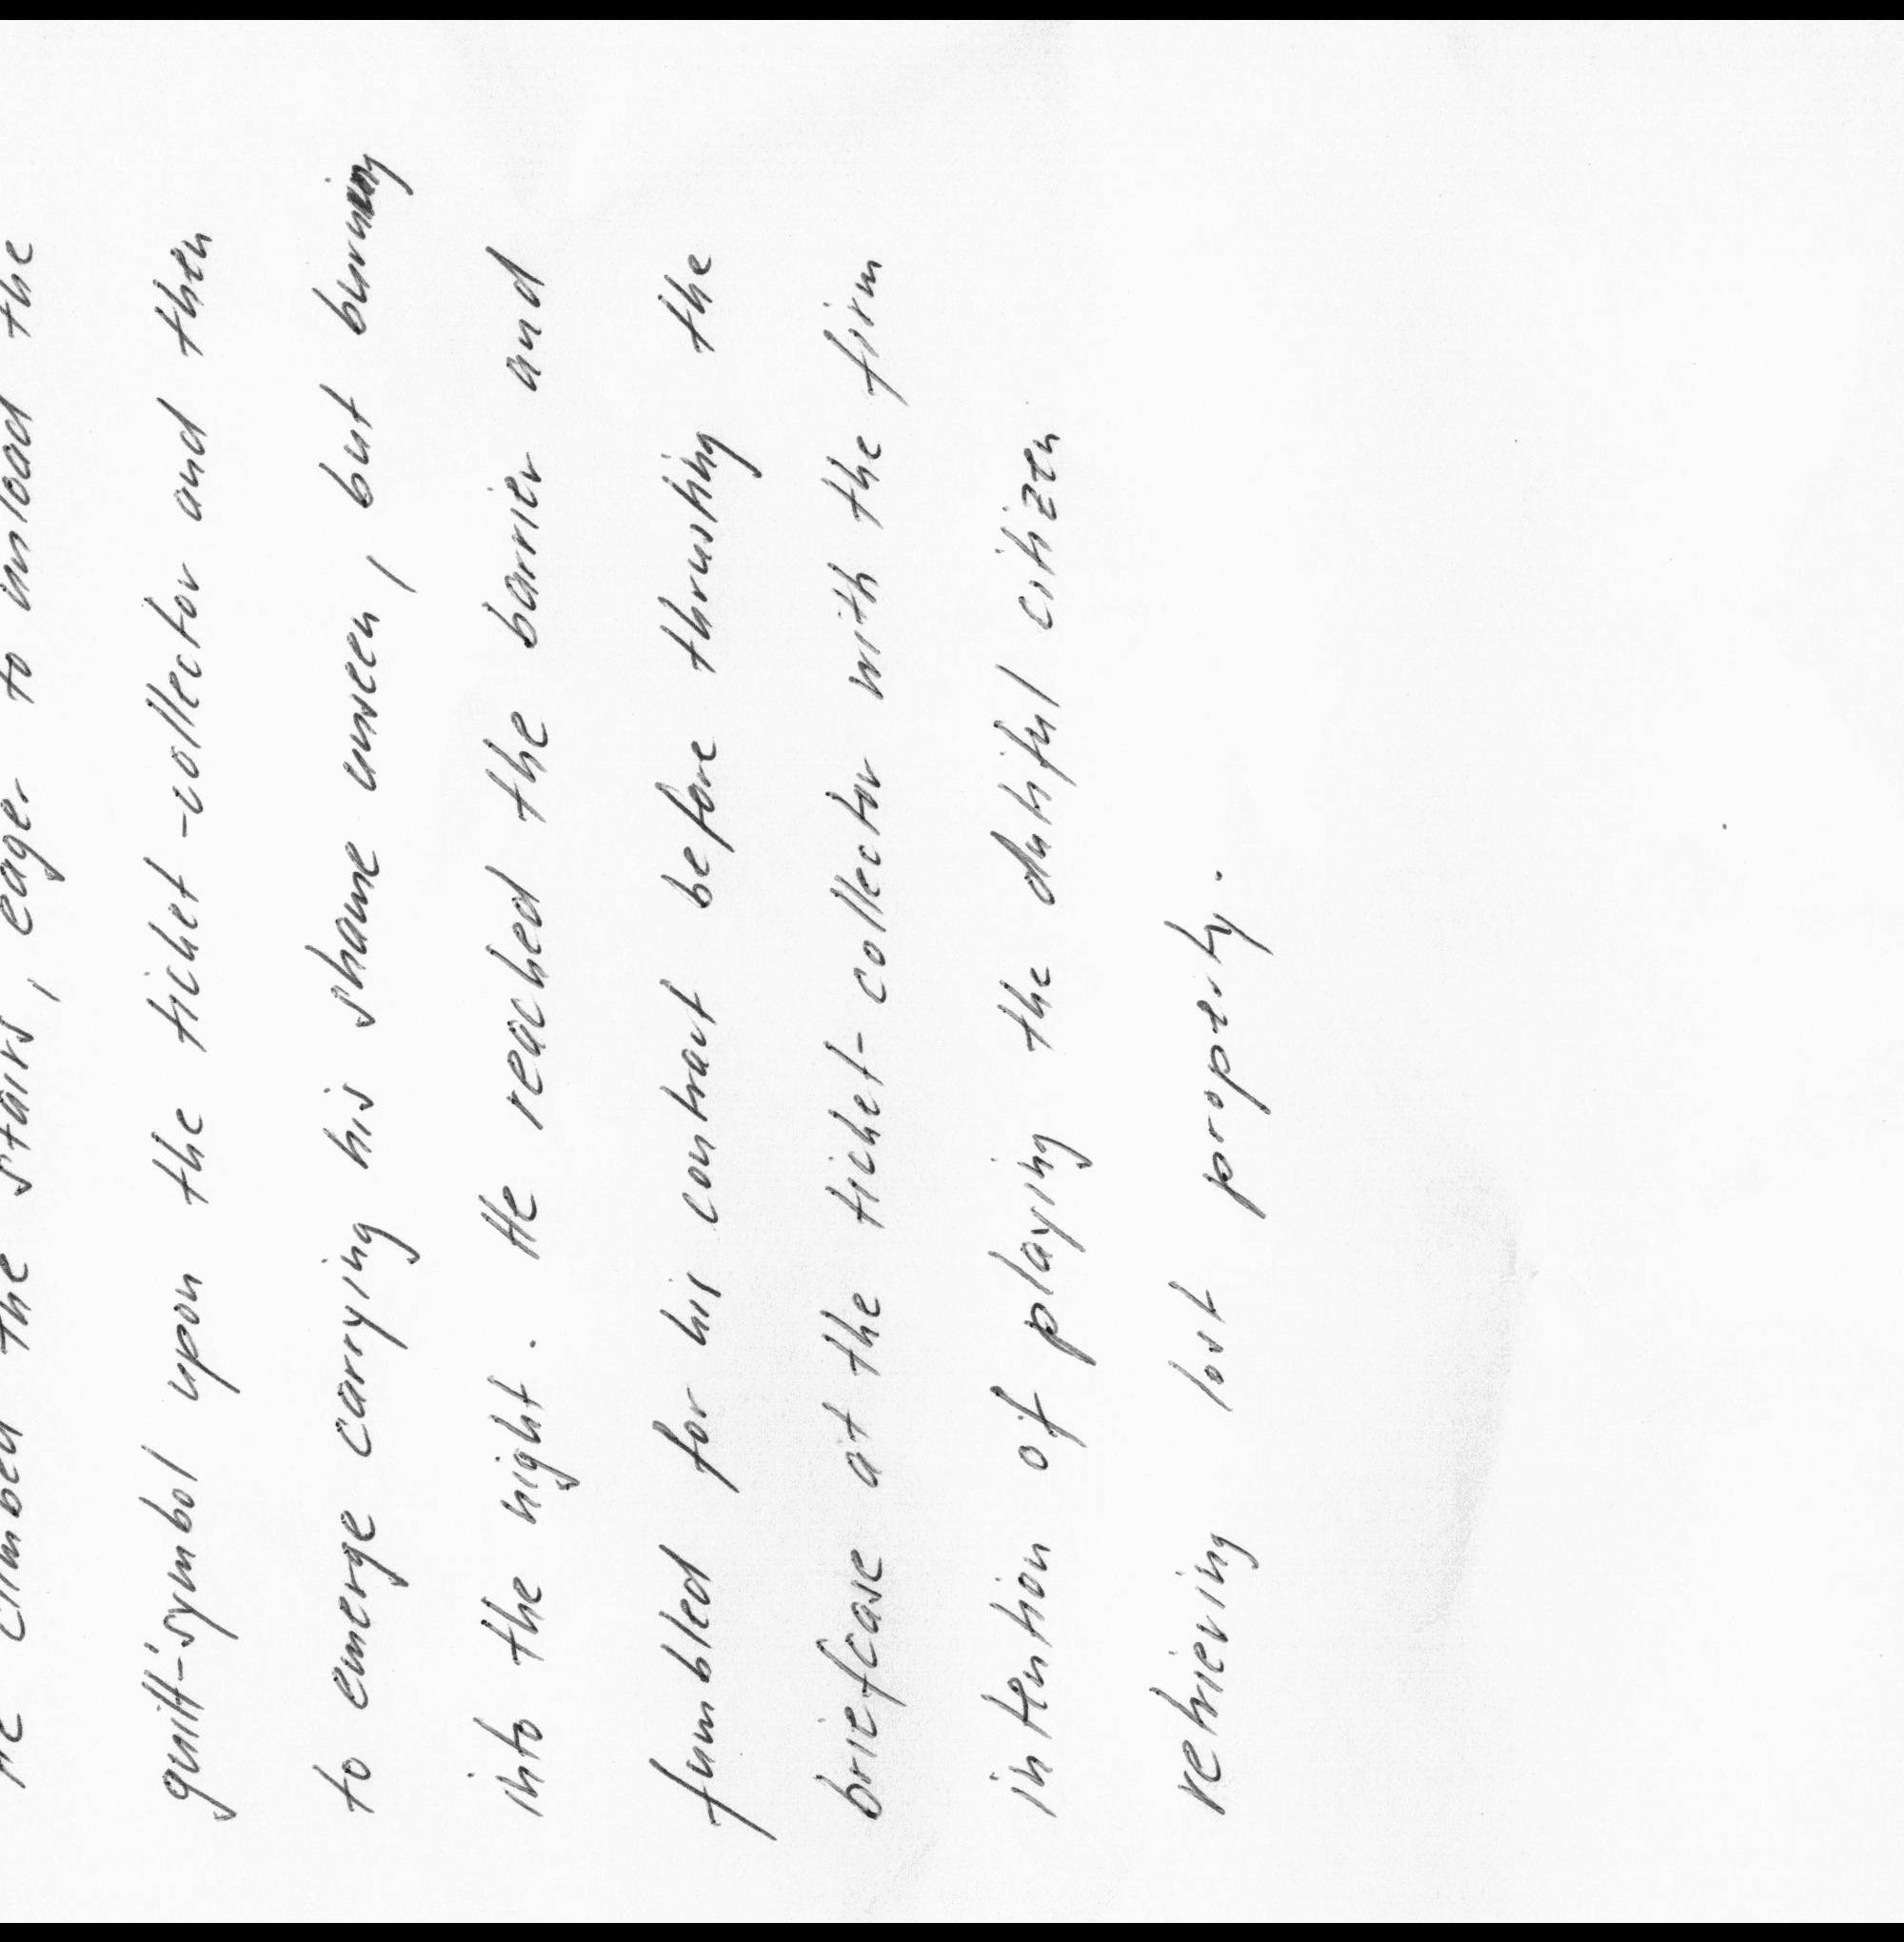 He climbed the stairs, eager to unload the
guilt-symbol upon the ticket-collector and then
to emerge carrying his shame unseen, but burning
into the night. He reached the barrier and
fumbled for his contract before thrusting the
briefcase at the ticket-collector with the firm
intention of playing the dutiful citizen
retrieving lost property.